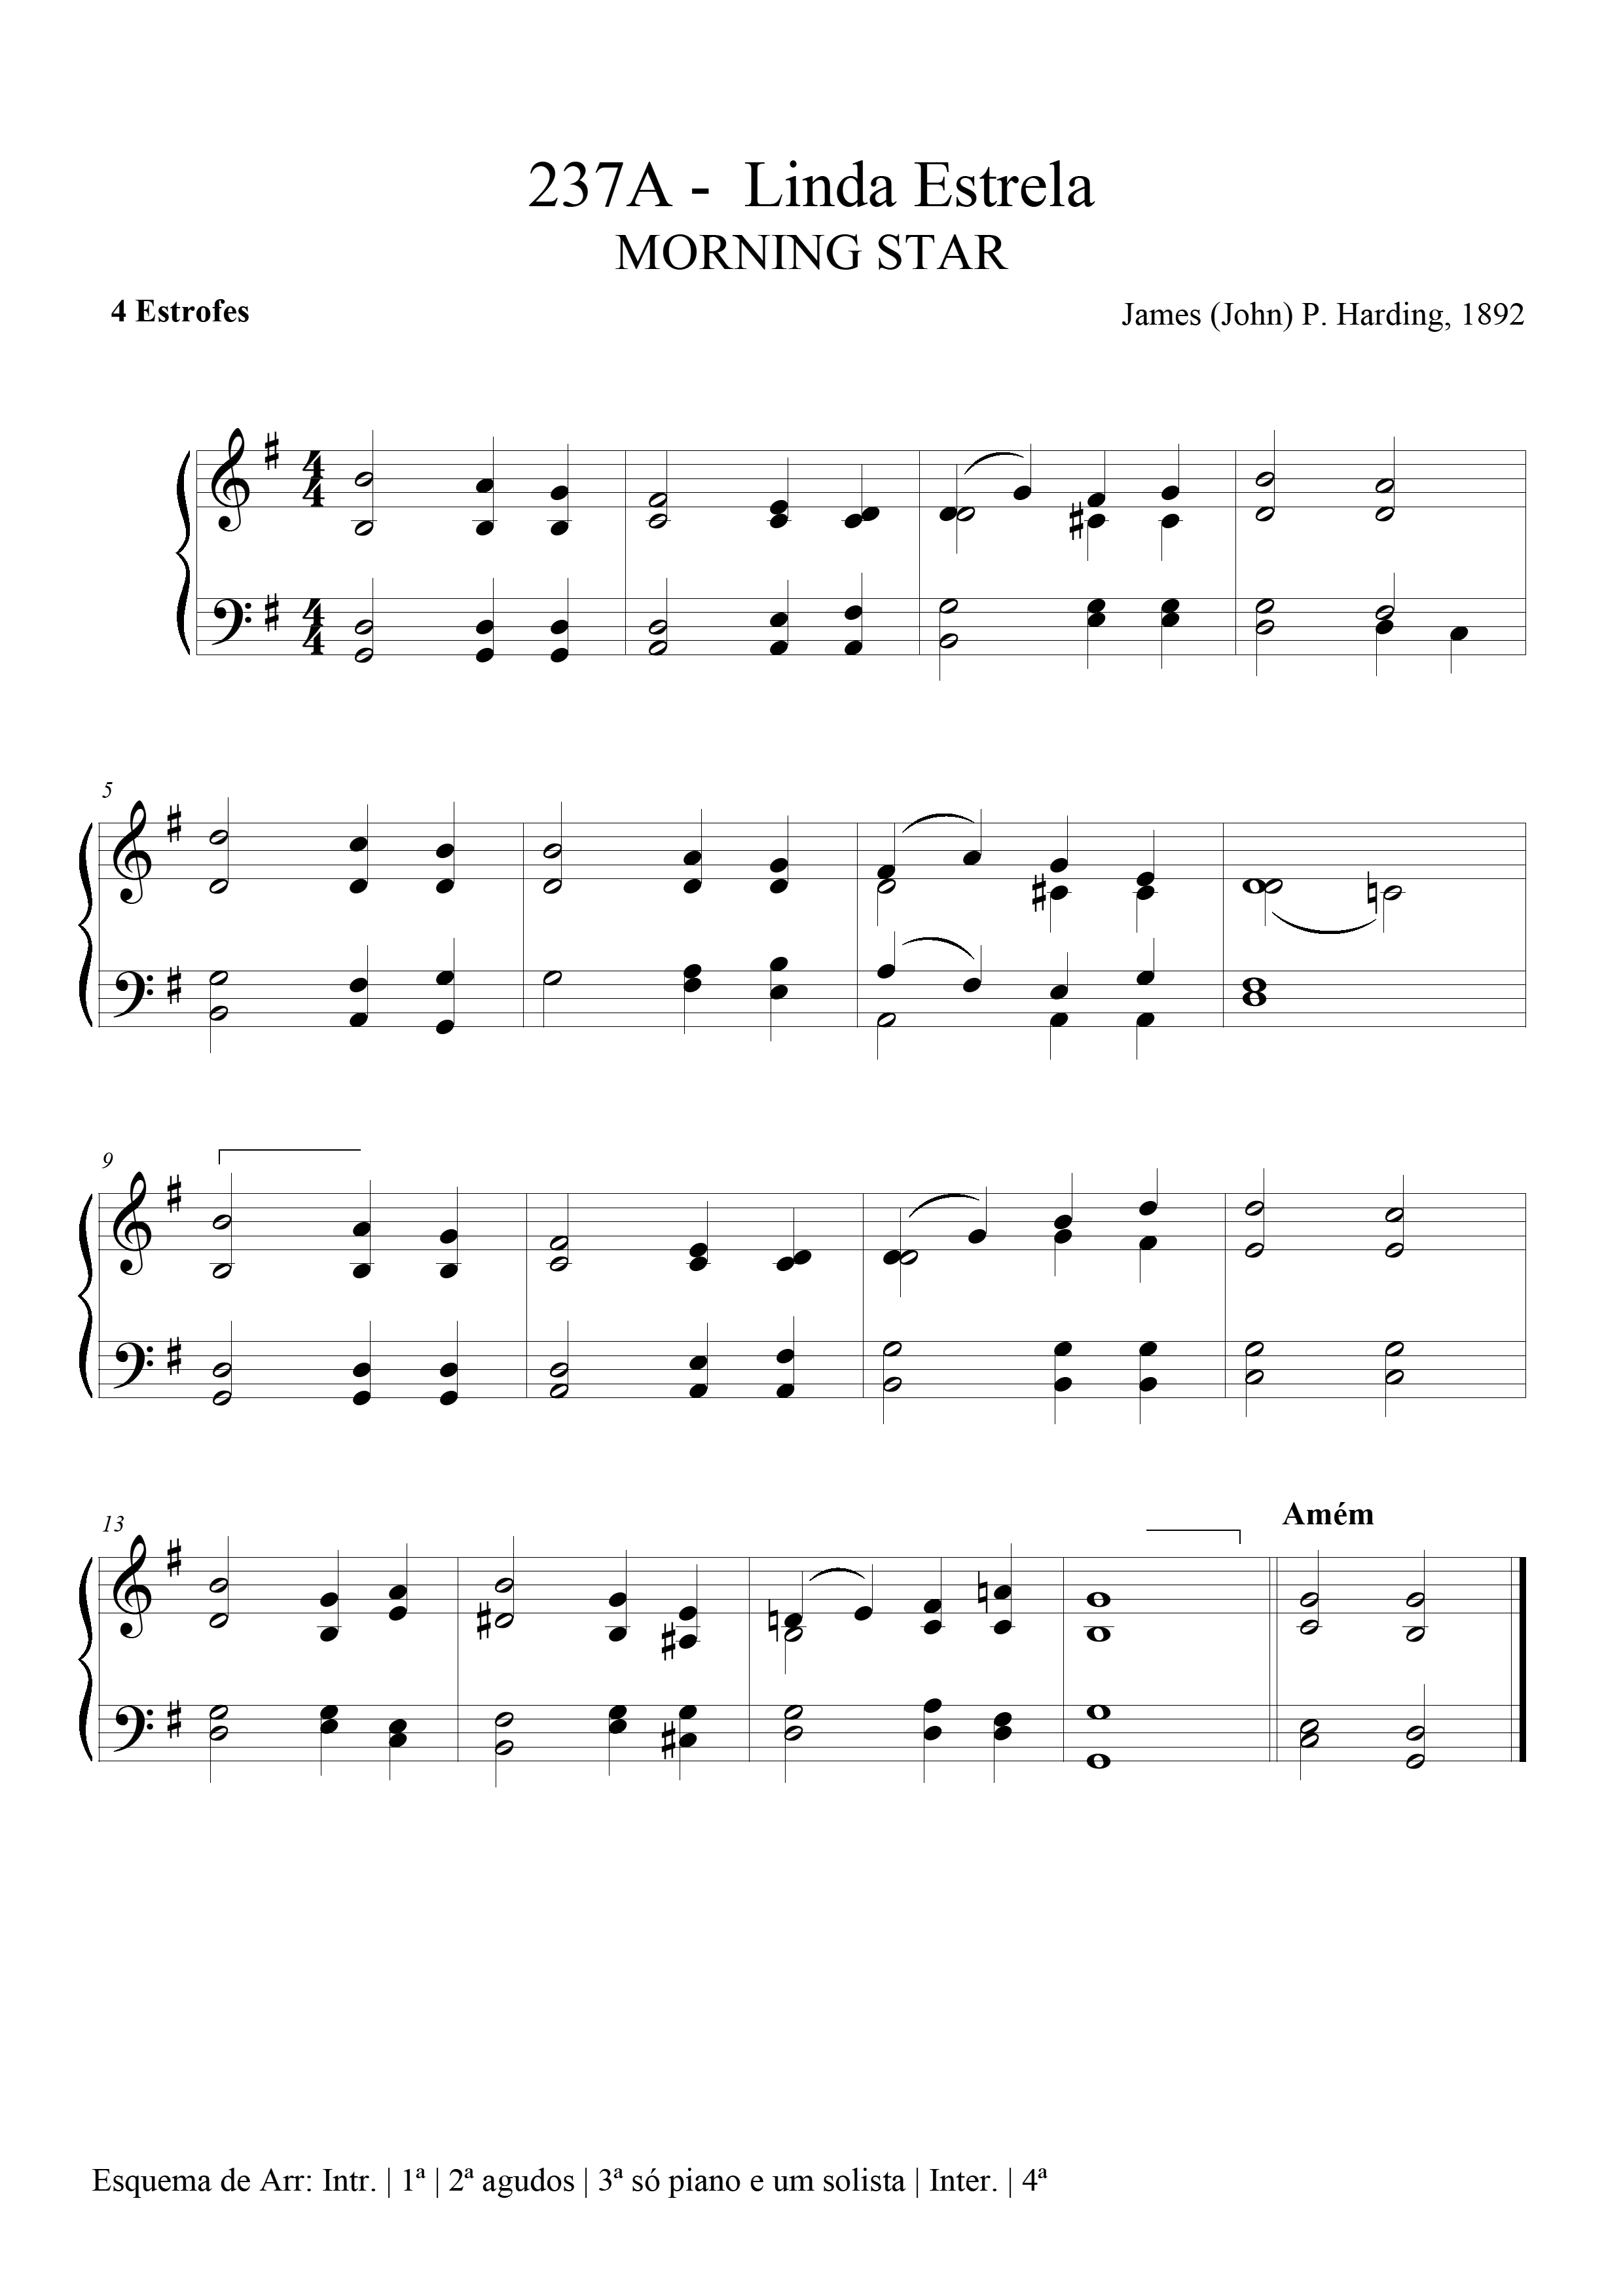 237A - Linda Estrela
MORNING STAR
4 Estrofes
James (John) P. Harding, 1892
5
9
13
Amém
Esquema de Arr: Intr. | 1ª | 2ª agudos | 3ª só piano e um solista | Inter. | 4ª